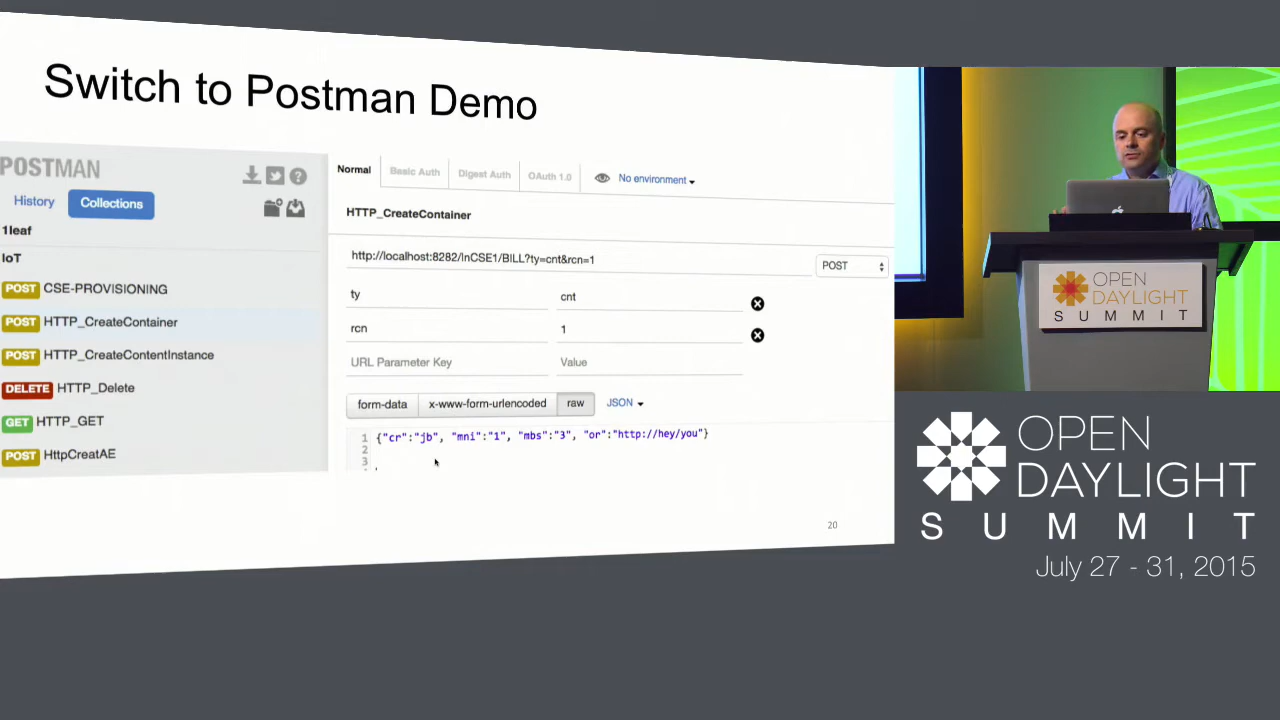 Switch to Postman Demo
POSTMAN
History Collections
1leaf
IoT
POST CSE-PROVISIONING
POST HTTP_CreateContainer
POST HTTP_CreateContentInstance
DELETE HTTP_Delete
GET HTTP_GET
POST HttpCreatAE
Normal Basic Auth Digest Auth OAuth 1.0 No environment
HTTP_CreateContainer
http://localhost:8282/InCSE1/BILL?ty=cnt&rcn=1 POST
ty cnt
rcn 1
URL Parameter Key Value
form-data x-www-form-urlencoded raw JSON
1 {"cr":"jb", "mni":"1", "mbs":"3", "or":"http://hey/you"}
2
3
20
OPEN
DAYLIGHT
SUMMIT
OPEN
DAYLIGHT
SUMMIT
July 27 - 31, 2015